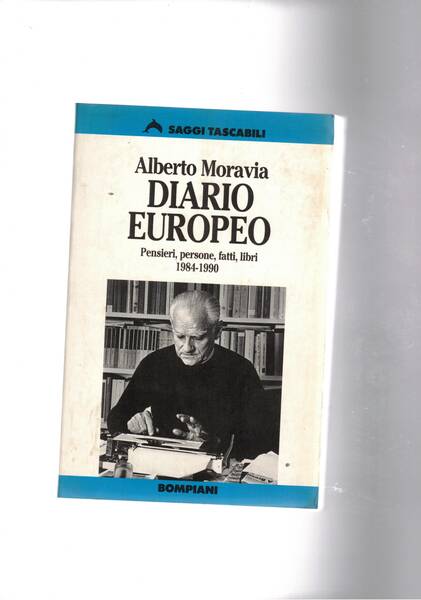 SAGGI TASCABILI
Alberto Moravia
DIARIO
EUROPEO
Pensieri, persone, fatti, libri
1984-1990
BOMPIANI